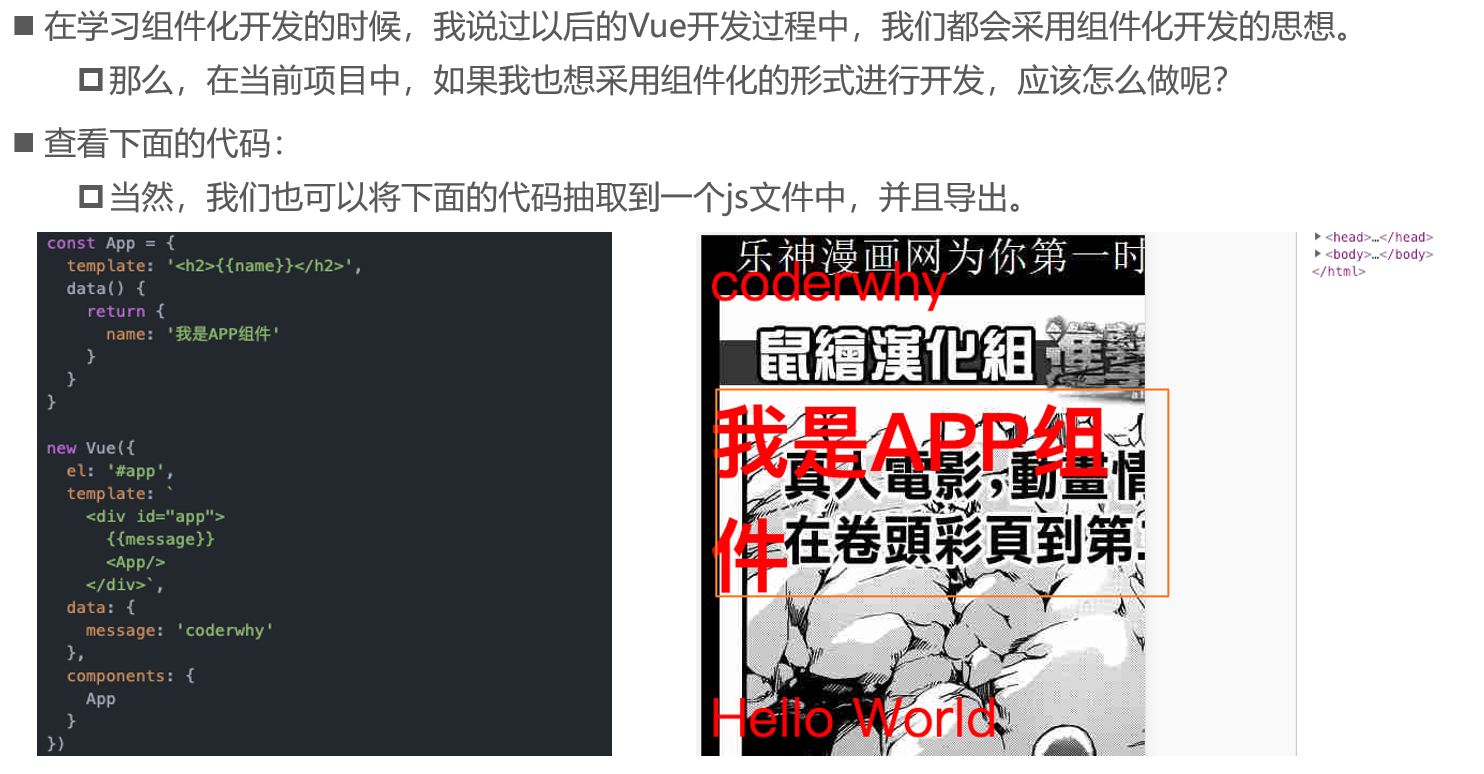 在学习组件化开发的时候，我说过以后的Vue开发过程中，我们都会采用组件化开发的思想。
那么，在当前项目中，如果我也想采用组件化的形式进行开发，应该怎么做呢？
查看下面的代码：
当然，我们也可以将下面的代码抽取到一个js文件中，并且导出。
const App = {
  template: '<h2>{{name}}</h2>',
  data() {
    return {
      name: '我是APP组件'
    }
  }
}

new Vue({
  el: '#app',
  template: `
    <div id="app">
      {{message}}
      <App/>
    </div>`,
  data: {
    message: 'coderwhy'
  },
  components: {
    App
  }
})
乐神漫画网为你第一时
coderwhy
鼠繪漢化組
進擊
我是APP组
真人電影，動畫情
件
在卷頭彩頁到第
Hello World
<head>…</head>
<body>…</body>
</html>